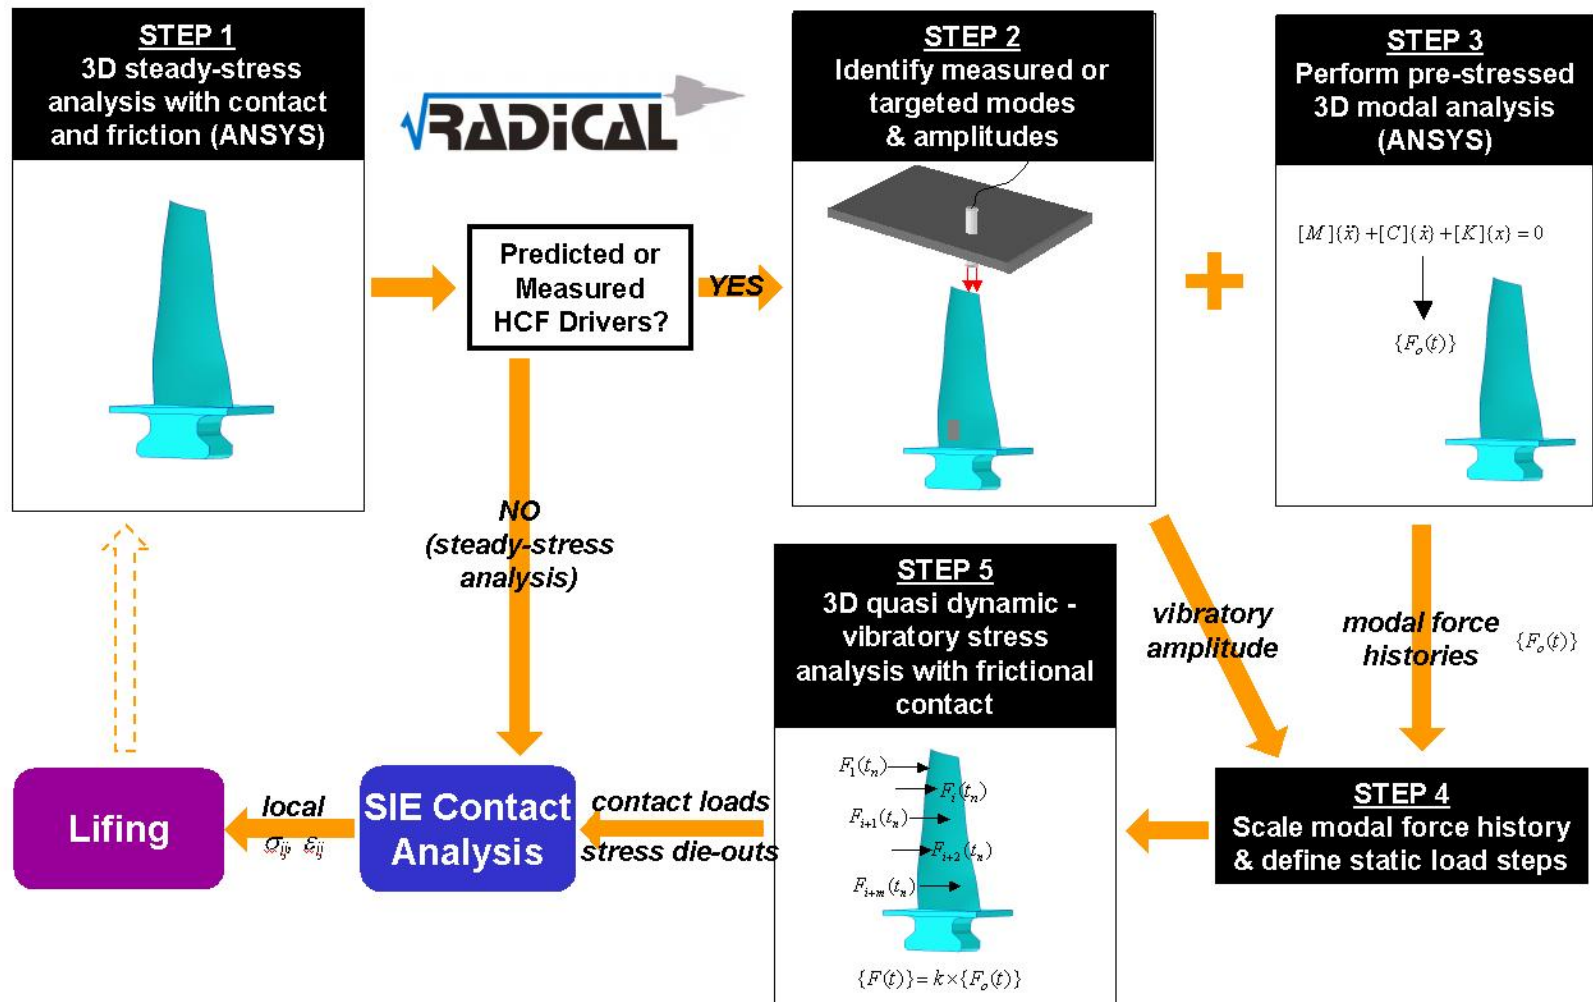 STEP 1
3D steady-stress
analysis with contact
and friction (ANSYS)
√RADiCAL
STEP 2
Identify measured or
targeted modes
& amplitudes
STEP 3
Perform pre-stressed
3D modal analysis
(ANSYS)
[M]{ẍ}+[C]{ẋ}+[K]{x}=0
{Fo(t)}
Predicted or
Measured
HCF Drivers?
YES
NO
(steady-stress
analysis)
STEP 5
3D quasi dynamic -
vibratory stress
analysis with frictional
contact
F1(tn)
Fi(tn)
Fi+1(tn)
Fi+2(tn)
Fi+m(tn)
{F(t)}=k×{Fo(t)}
vibratory
amplitude
modal force
histories
{Fo(t)}
STEP 4
Scale modal force history
& define static load steps
contact loads
stress die-outs
SIE Contact
Analysis
local
σij, εij
Lifing